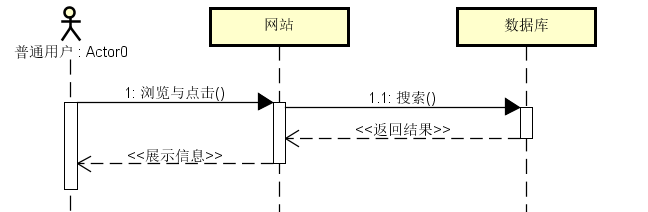 网站
数据库
普通用户 : Actor0
1: 浏览与点击()
1.1: 搜索()
<<返回结果>>
<<展示信息>>